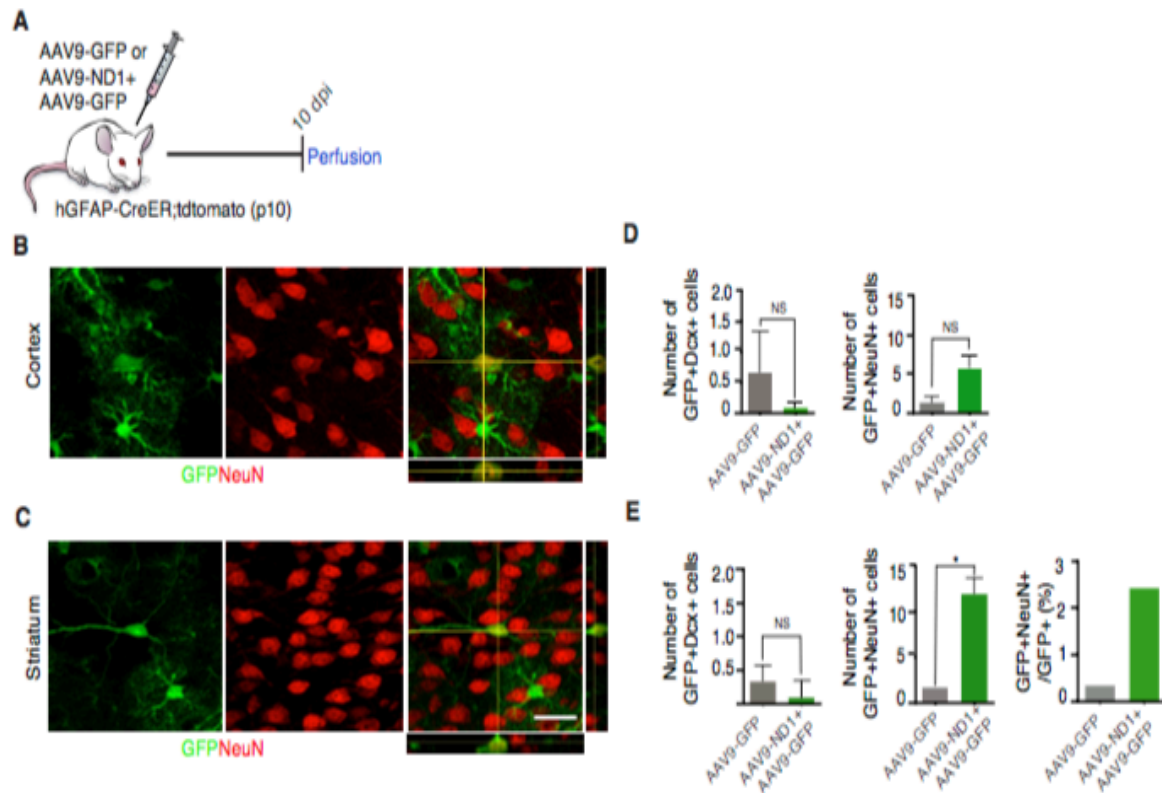 A
AAV9-GFP or
AAV9-ND1+
AAV9-GFP
10 dpi
Perfusion
hGFAP-CreER;tdtomato (p10)
B
Cortex
GFPNeuN
C
Striatum
GFPNeuN
D
Number of
GFP+Dcx+ cells
2.0
1.5
1.0
0.5
0.0
NS
AAV9-GFP
AAV9-ND1+
AAV9-GFP
Number of
GFP+NeuN+ cells
15
10
5
0
NS
AAV9-GFP
AAV9-ND1+
AAV9-GFP
E
Number of
GFP+Dcx+ cells
2.0
1.5
1.0
0.5
0.0
NS
AAV9-GFP
AAV9-ND1+
AAV9-GFP
Number of
GFP+NeuN+ cells
15
10
5
0
*
AAV9-GFP
AAV9-ND1+
AAV9-GFP
GFP+NeuN+
/GFP+ (%)
3
2
1
0
AAV9-GFP
AAV9-ND1+
AAV9-GFP